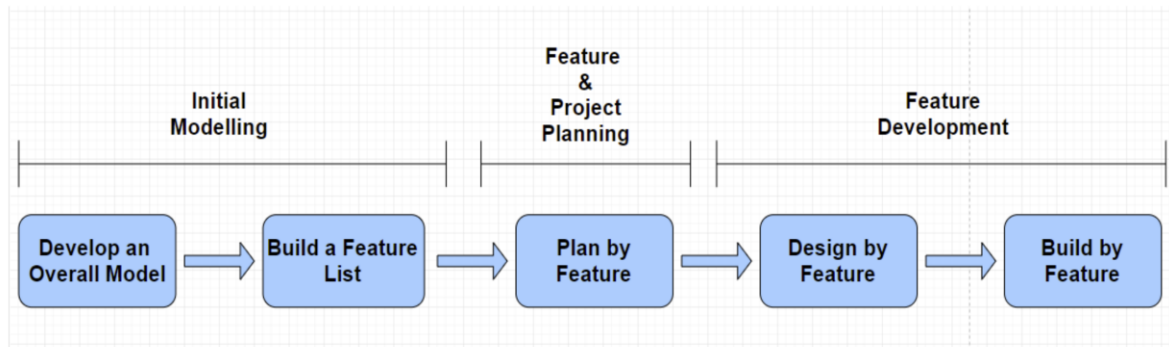 Initial
Modelling
Feature
&
Project
Planning
Feature
Development
Develop an
Overall Model
Build a Feature
List
Plan by
Feature
Design by
Feature
Build by
Feature